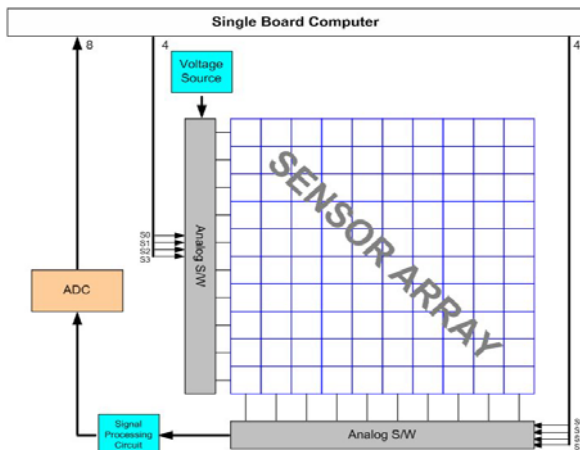 Single Board Computer
8
4
4
Voltage
Source
SENSOR ARRAY
Analog S/W
S0
S1
S2
S3
ADC
Signal
Processing
Circuit
Analog S/W
S
S
S
S